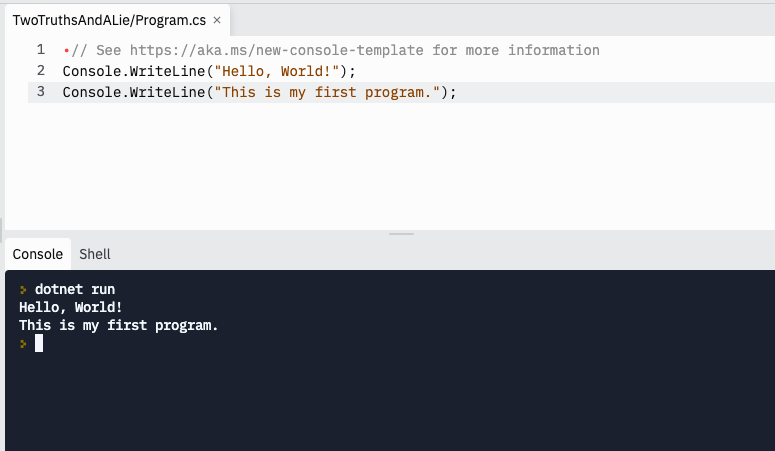 TwoTruthsAndALie/Program.cs ×
1 •// See https://aka.ms/new-console-template for more information
2 Console.WriteLine("Hello, World!");
3 Console.WriteLine("This is my first program.");
Console Shell
> dotnet run
Hello, World!
This is my first program.
>